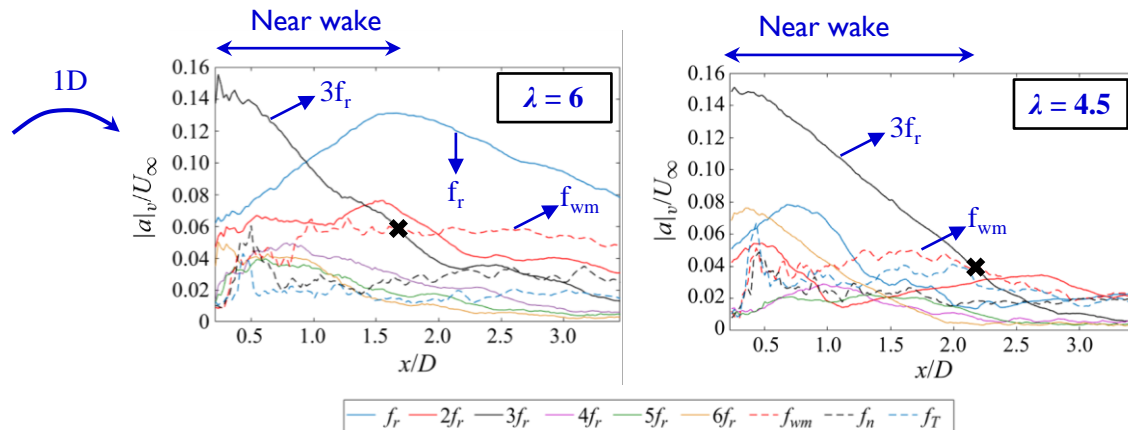 Near wake
Near wake
1D
0.16
0.14
0.12
0.10
0.08
0.06
0.04
0.02
0
|a|_v/U_∞
3f_r
λ = 6
f_r
f_wm
0.5 1.0 1.5 2.0 2.5 3.0
x/D
0.16
0.14
0.12
0.10
0.08
0.06
0.04
0.02
0
|a|_v/U_∞
3f_r
λ = 4.5
f_wm
0.5 1.0 1.5 2.0 2.5 3.0
x/D
f_r 2f_r 3f_r 4f_r 5f_r 6f_r f_wm f_n f_T